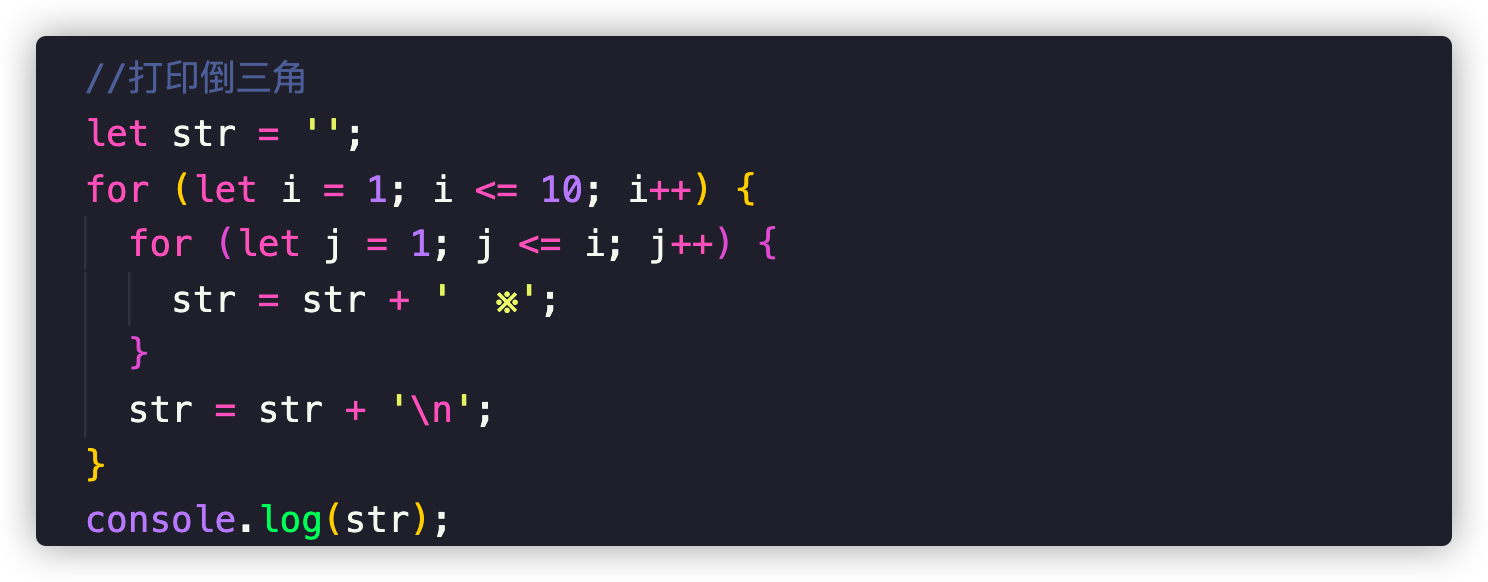 //打印倒三角
let str = '';
for (let i = 1; i <= 10; i++) {
  for (let j = 1; j <= i; j++) {
    str = str + '  ※';
  }
  str = str + '\n';
}
console.log(str);